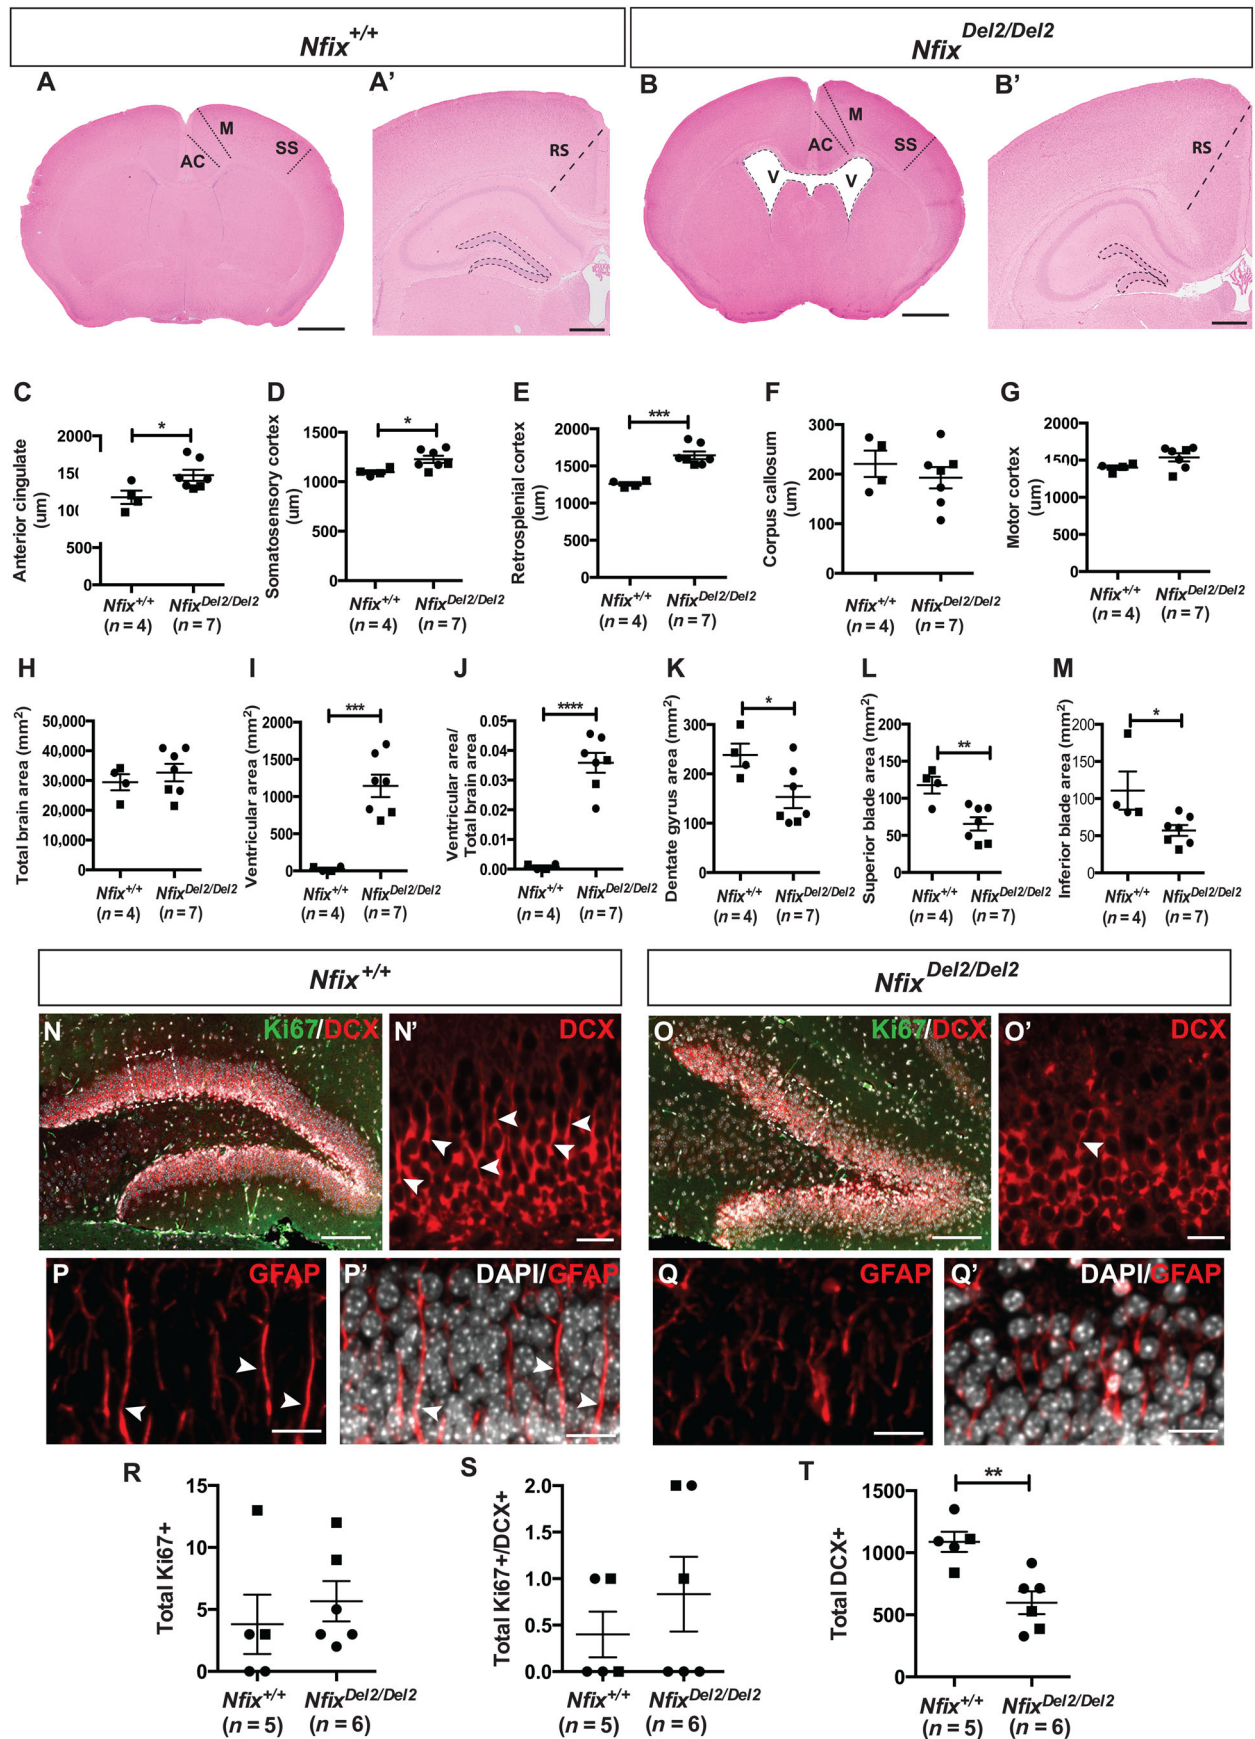 Nfix+/+
NfixDel2/Del2
A
M
AC
SS
A’
RS
B
M
AC
SS
V
V
B’
RS
C
Anterior cingulate
(um)
2000
150
10
500
0
*
Nfix+/+
(n = 4)
NfixDel2/Del2
(n = 7)
D
Somatosensory cortex
(um)
1500
1000
500
0
*
Nfix+/+
(n = 4)
NfixDel2/Del2
(n = 7)
E
Retrosplenial cortex
(um)
2000
1500
1000
500
0
***
Nfix+/+
(n = 4)
NfixDel2/Del2
(n = 7)
F
Corpus callosum
(um)
300
200
100
0
Nfix+/+
(n = 4)
NfixDel2/Del2
(n = 7)
G
Motor cortex
(um)
2000
1500
1000
500
0
Nfix+/+
(n = 4)
NfixDel2/Del2
(n = 7)
H
Total brain area (mm2)
50,000
40,000
30,000
20,000
10,000
0
Nfix+/+
(n = 4)
NfixDel2/Del2
(n = 7)
I
Ventricular area (mm2)
2000
1500
1000
500
0
***
Nfix+/+
(n = 4)
NfixDel2/Del2
(n = 7)
J
Ventricular area/
Total brain area
0.05
0.04
0.03
0.02
0.01
0.00
****
Nfix+/+
(n = 4)
NfixDel2/Del2
(n = 7)
K
Dentate gyrus area (mm2)
300
200
100
0
*
Nfix+/+
(n = 4)
NfixDel2/Del2
(n = 7)
L
Superior blade area (mm2)
200
150
100
50
0
**
Nfix+/+
(n = 4)
NfixDel2/Del2
(n = 7)
M
Inferior blade area (mm2)
200
150
100
50
0
*
Nfix+/+
(n = 4)
NfixDel2/Del2
(n = 7)
Nfix+/+
NfixDel2/Del2
N
Ki67/DCX
N’
DCX
O
Ki67/DCX
O’
DCX
P
GFAP
P’
DAPI/GFAP
Q
GFAP
Q’
DAPI/GFAP
R
Total Ki67+
15
10
5
0
Nfix+/+
(n = 5)
NfixDel2/Del2
(n = 6)
S
Total Ki67+/DCX+
2.0
1.5
1.0
0.5
0.0
Nfix+/+
(n = 5)
NfixDel2/Del2
(n = 6)
T
Total DCX+
1500
1000
500
0
**
Nfix+/+
(n = 5)
NfixDel2/Del2
(n = 6)